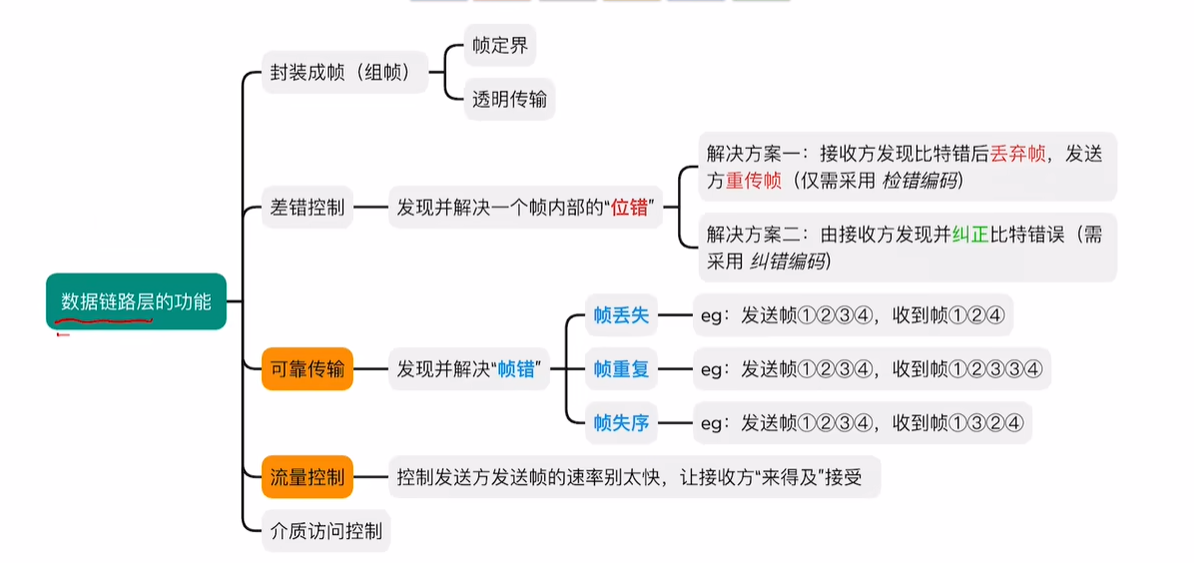 封装成帧（组帧）
帧定界
透明传输
差错控制
发现并解决一个帧内部的“位错”
解决方案一：接收方发现比特错后丢弃帧，发送
方重传帧（仅需采用 检错编码）
解决方案二：由接收方发现并纠正比特错误（需
采用 纠错编码）
数据链路层的功能
可靠传输
发现并解决“帧错”
帧丢失
eg：发送帧①②③④，收到帧①②④
帧重复
eg：发送帧①②③④，收到帧①②③③④
帧失序
eg：发送帧①②③④，收到帧①③②④
流量控制
控制发送方发送帧的速率别太快，让接收方“来得及”接受
介质访问控制